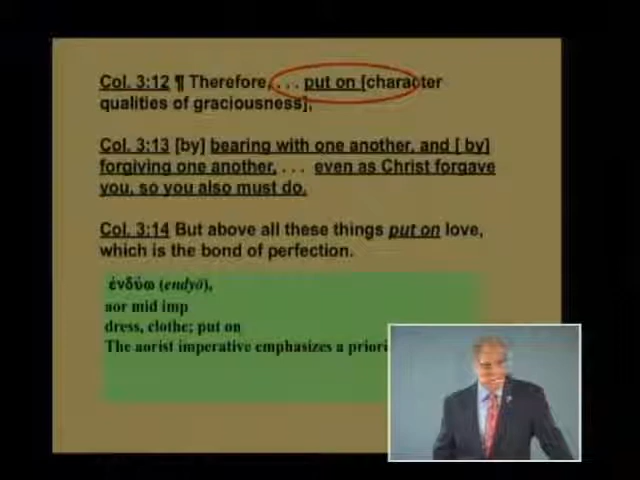 Col. 3:12 ¶ Therefore, . . . put on [character
qualities of graciousness],
Col. 3:13 [by] bearing with one another, and [ by]
forgiving one another, . . . even as Christ forgave
you, so you also must do.
Col. 3:14 But above all these things put on love,
which is the bond of perfection.
ἐνδύω (endyō),
aor mid imp
dress, clothe; put on
The aorist imperative emphasizes a priori